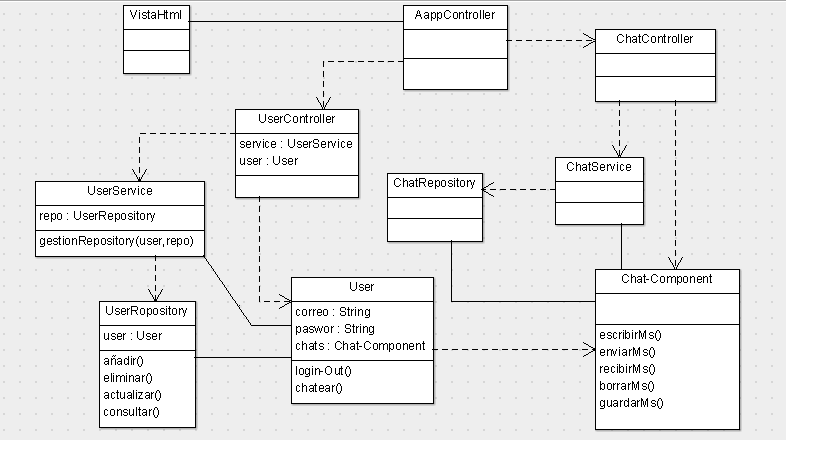 VistaHtml
AappController
ChatController
UserController
service : UserService
user : User
ChatService
ChatRepository
UserService
repo : UserRepository
gestionRepository(user,repo)
User
correo : String
paswor : String
chats : Chat-Component
login-Out()
chatear()
Chat-Component
escribirMs()
enviarMs()
recibirMs()
borrarMs()
guardarMs()
UserRopository
user : User
añadir()
eliminar()
actualizar()
consultar()